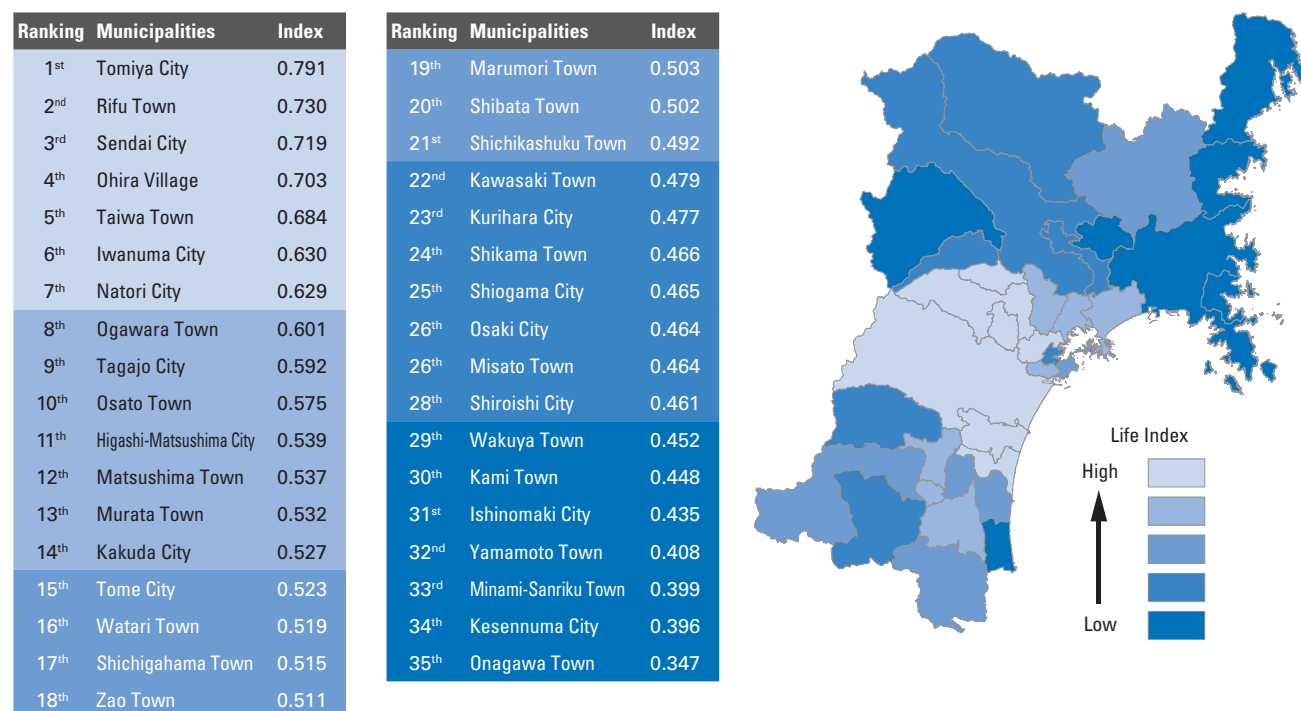 Ranking Municipalities Index
1st Tomiya City 0.791
2nd Rifu Town 0.730
3rd Sendai City 0.719
4th Ohira Village 0.703
5th Taiwa Town 0.684
6th Iwanuma City 0.630
7th Natori City 0.629
8th Ogawara Town 0.601
9th Tagajo City 0.592
10th Osato Town 0.575
11th Higashi-Matsushima City 0.539
12th Matsushima Town 0.537
13th Murata Town 0.532
14th Kakuda City 0.527
15th Tome City 0.523
16th Watari Town 0.519
17th Shichigahama Town 0.515
18th Zao Town 0.511
Ranking Municipalities Index
19th Marumori Town 0.503
20th Shibata Town 0.502
21st Shichikashuku Town 0.492
22nd Kawasaki Town 0.479
23rd Kurihara City 0.477
24th Shikama Town 0.466
25th Shiogama City 0.465
26th Osaki City 0.464
26th Misato Town 0.464
28th Shiroishi City 0.461
29th Wakuya Town 0.452
30th Kami Town 0.448
31st Ishinomaki City 0.435
32nd Yamamoto Town 0.408
33rd Minami-Sanriku Town 0.399
34th Kesennuma City 0.396
35th Onagawa Town 0.347
Life Index
High
Low